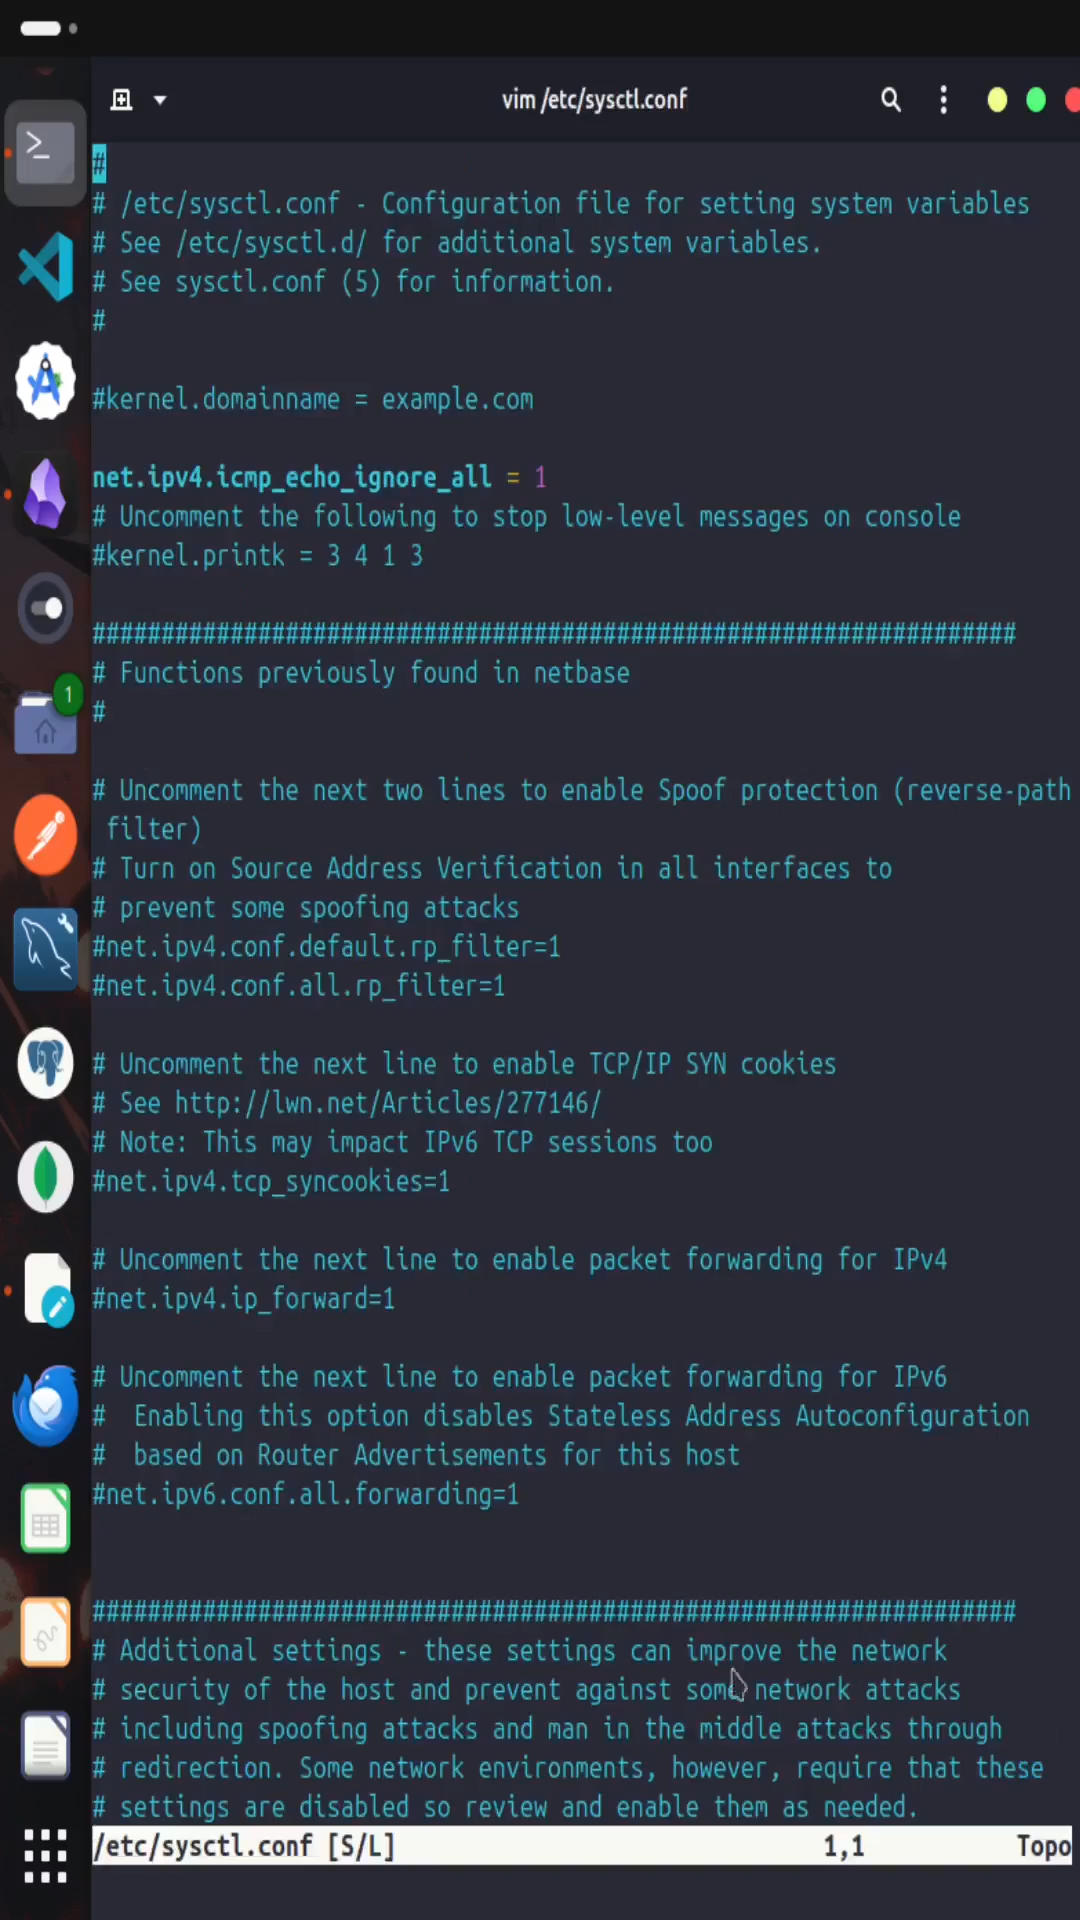 vim /etc/sysctl.conf
#
# /etc/sysctl.conf - Configuration file for setting system variables
# See /etc/sysctl.d/ for additional system variables.
# See sysctl.conf (5) for information.
#
#kernel.domainname = example.com
net.ipv4.icmp_echo_ignore_all = 1
# Uncomment the following to stop low-level messages on console
#kernel.printk = 3 4 1 3
###################################################################
# Functions previously found in netbase
#
# Uncomment the next two lines to enable Spoof protection (reverse-path
filter)
# Turn on Source Address Verification in all interfaces to
# prevent some spoofing attacks
#net.ipv4.conf.default.rp_filter=1
#net.ipv4.conf.all.rp_filter=1
# Uncomment the next line to enable TCP/IP SYN cookies
# See http://lwn.net/Articles/277146/
# Note: This may impact IPv6 TCP sessions too
#net.ipv4.tcp_syncookies=1
# Uncomment the next line to enable packet forwarding for IPv4
#net.ipv4.ip_forward=1
# Uncomment the next line to enable packet forwarding for IPv6
#  Enabling this option disables Stateless Address Autoconfiguration
#  based on Router Advertisements for this host
#net.ipv6.conf.all.forwarding=1
###################################################################
# Additional settings - these settings can improve the network
# security of the host and prevent against some network attacks
# including spoofing attacks and man in the middle attacks through
# redirection. Some network environments, however, require that these
# settings are disabled so review and enable them as needed.
/etc/sysctl.conf [S/L] 1,1 Topo
1